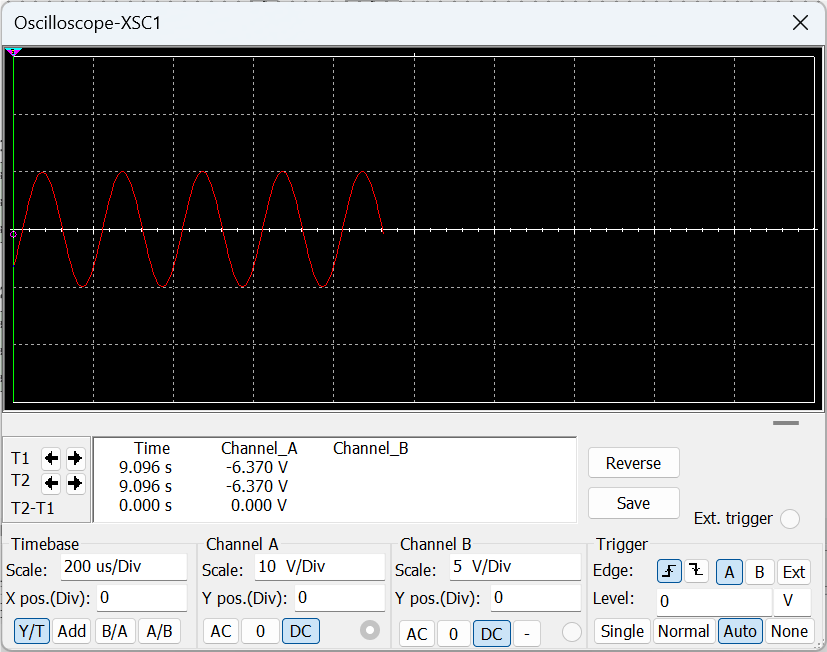 Oscilloscope-XSC1
T1
T2
T2-T1
Time Channel_A Channel_B
9.096 s -6.370 V
9.096 s -6.370 V
0.000 s 0.000 V
Reverse
Save
Ext. trigger
Timebase
Scale: 200 us/Div
X pos.(Div): 0
Y/T Add B/A A/B
Channel A
Scale: 10 V/Div
Y pos.(Div): 0
AC 0 DC
Channel B
Scale: 5 V/Div
Y pos.(Div): 0
AC 0 DC -
Trigger
Edge: A B Ext
Level: 0 V
Single Normal Auto None